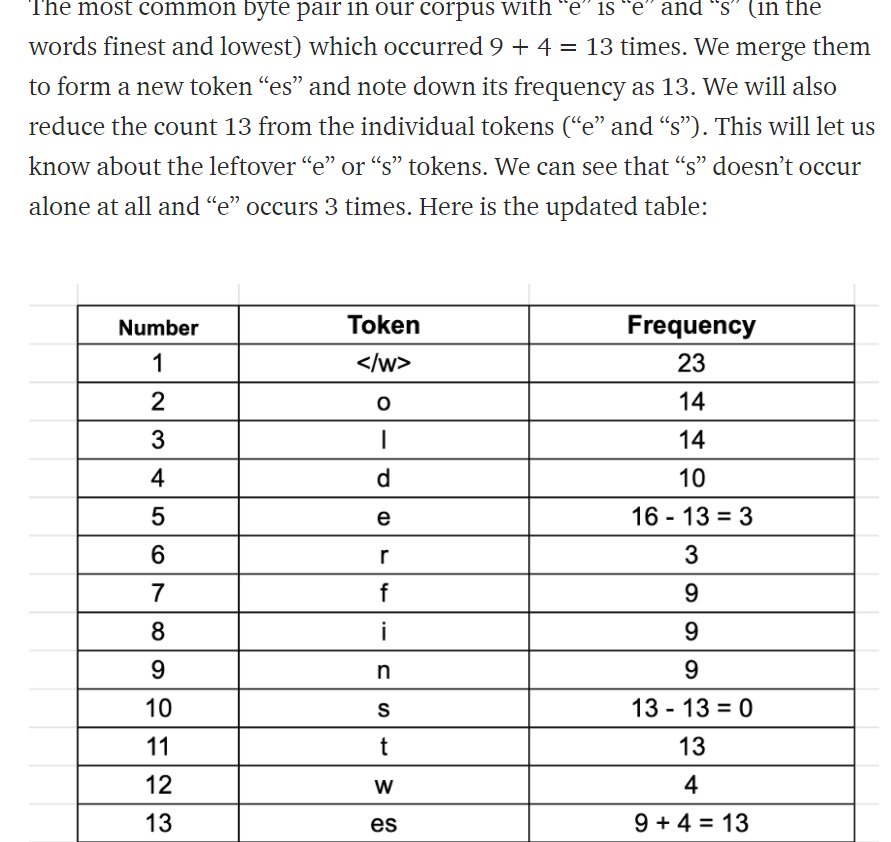 The most common byte pair in our corpus with “e” is “e” and “s” (in the
words finest and lowest) which occurred 9 + 4 = 13 times. We merge them
to form a new token “es” and note down its frequency as 13. We will also
reduce the count 13 from the individual tokens (“e” and “s”). This will let us
know about the leftover “e” or “s” tokens. We can see that “s” doesn’t occur
alone at all and “e” occurs 3 times. Here is the updated table:
Number Token Frequency
1 </w> 23
2 o 14
3 l 14
4 d 10
5 e 16 - 13 = 3
6 r 3
7 f 9
8 i 9
9 n 9
10 s 13 - 13 = 0
11 t 13
12 w 4
13 es 9 + 4 = 13